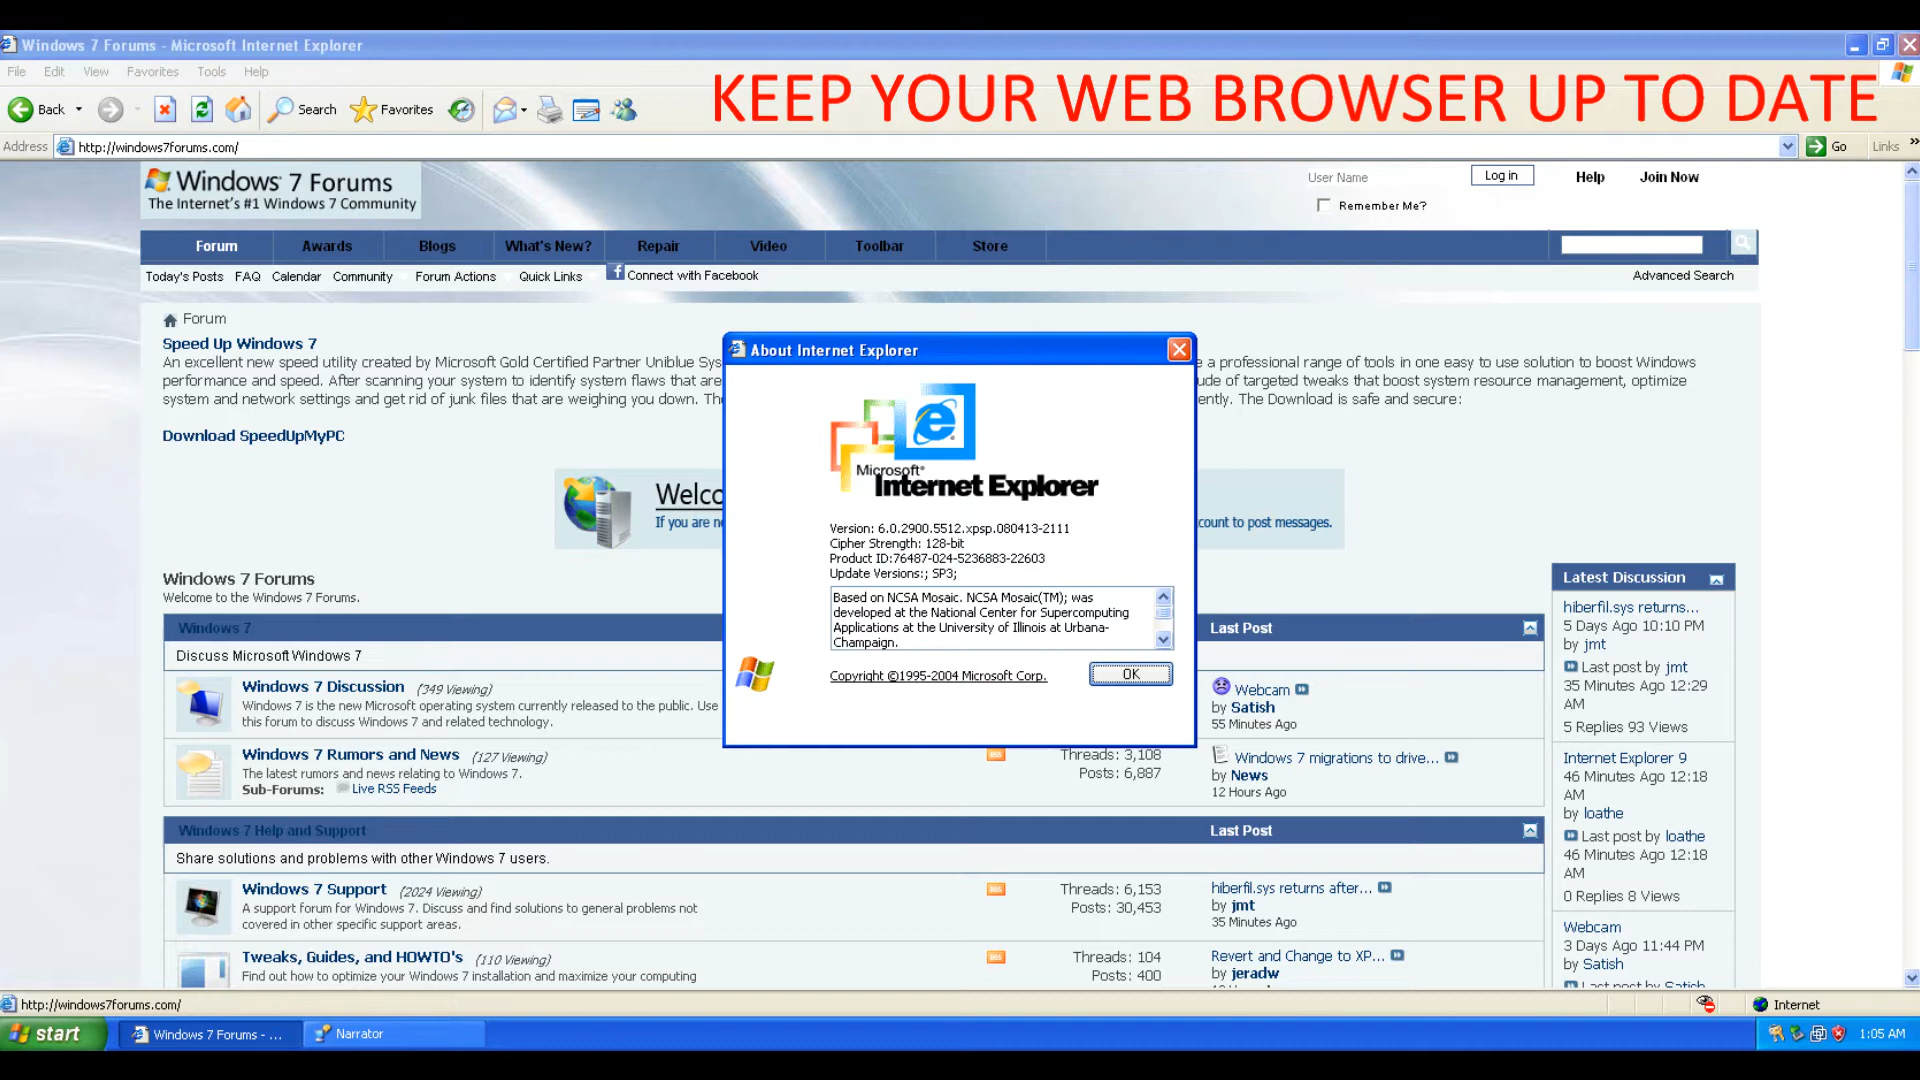 Windows 7 Forums - Microsoft Internet Explorer
File Edit View Favorites Tools Help
KEEP YOUR WEB BROWSER UP TO DATE
Back Search Favorites
Address http://windows7forums.com/ Go Links »
Windows 7 Forums
The Internet's #1 Windows 7 Community
User Name Log in Help Join Now
Remember Me?
Forum Awards Blogs What's New? Repair Video Toolbar Store
Today's Posts FAQ Calendar Community Forum Actions Quick Links Connect with Facebook Advanced Search
Forum
Speed Up Windows 7
An excellent new speed utility created by Microsoft Gold Certified Partner Uniblue Sys
e a professional range of tools in one easy to use solution to boost Windows
performance and speed. After scanning your system to identify system flaws that are
ude of targeted tweaks that boost system resource management, optimize
system and network settings and get rid of junk files that are weighing you down. The
ently. The Download is safe and secure:
Download SpeedUpMyPC
Welco
If you are ne
count to post messages.
About Internet Explorer
Microsoft®
Internet Explorer
Version: 6.0.2900.5512.xpsp.080413-2111
Cipher Strength: 128-bit
Product ID:76487-024-5236883-22603
Update Versions:; SP3;
Based on NCSA Mosaic. NCSA Mosaic(TM); was
developed at the National Center for Supercomputing
Applications at the University of Illinois at Urbana-
Champaign.
Copyright ©1995-2004 Microsoft Corp. OK
Windows 7 Forums
Welcome to the Windows 7 Forums.
Windows 7 Last Post
Discuss Microsoft Windows 7
Windows 7 Discussion (349 Viewing)
Windows 7 is the new Microsoft operating system currently released to the public. Use
this forum to discuss Windows 7 and related technology.
Webcam
by Satish
55 Minutes Ago
Windows 7 Rumors and News (127 Viewing)
The latest rumors and news relating to Windows 7.
Sub-Forums: Live RSS Feeds
RSS
Threads: 3,108
Posts: 6,887
Windows 7 migrations to drive...
by News
12 Hours Ago
Windows 7 Help and Support Last Post
Share solutions and problems with other Windows 7 users.
Windows 7 Support (2024 Viewing)
A support forum for Windows 7. Discuss and find solutions to general problems not
covered in other specific support areas.
RSS
Threads: 6,153
Posts: 30,453
hiberfil.sys returns after...
by jmt
35 Minutes Ago
Tweaks, Guides, and HOWTO's (110 Viewing)
Find out how to optimize your Windows 7 installation and maximize your computing
RSS
Threads: 104
Posts: 400
Revert and Change to XP...
by jeradw
Latest Discussion
hiberfil.sys returns...
5 Days Ago 10:10 PM
by jmt
Last post by jmt
35 Minutes Ago 12:29
AM
5 Replies 93 Views
Internet Explorer 9
46 Minutes Ago 12:18
AM
by loathe
Last post by loathe
46 Minutes Ago 12:18
AM
0 Replies 8 Views
Webcam
3 Days Ago 11:44 PM
by Satish
Last post by Satish
http://windows7forums.com/ Internet
start Windows 7 Forums - ... Narrator 1:05 AM